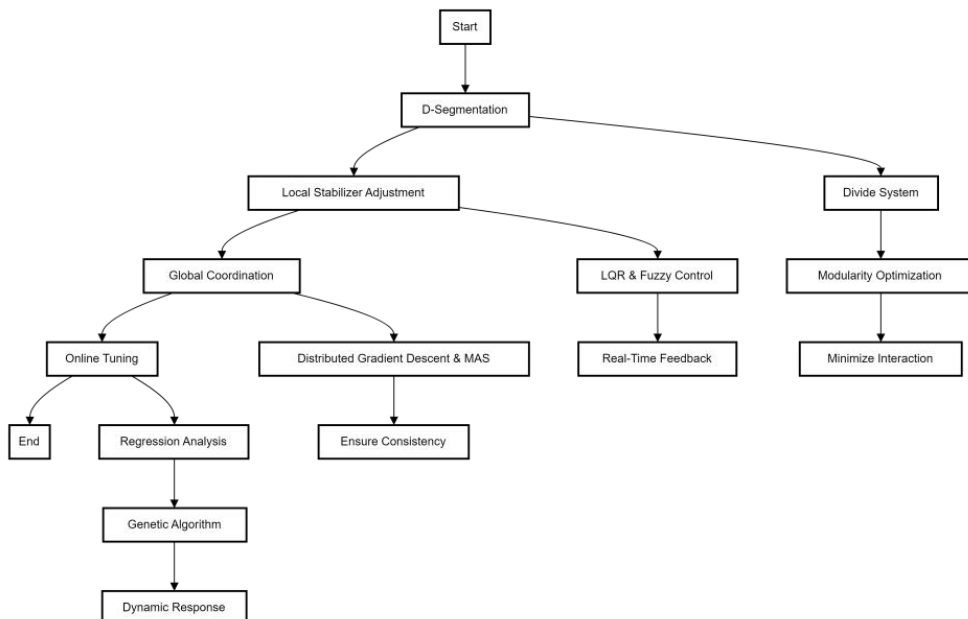 Start
D-Segmentation
Local Stabilizer Adjustment
Divide System
Global Coordination
LQR & Fuzzy Control
Modularity Optimization
Online Tuning
Distributed Gradient Descent & MAS
Real-Time Feedback
Minimize Interaction
End
Regression Analysis
Ensure Consistency
Genetic Algorithm
Dynamic Response